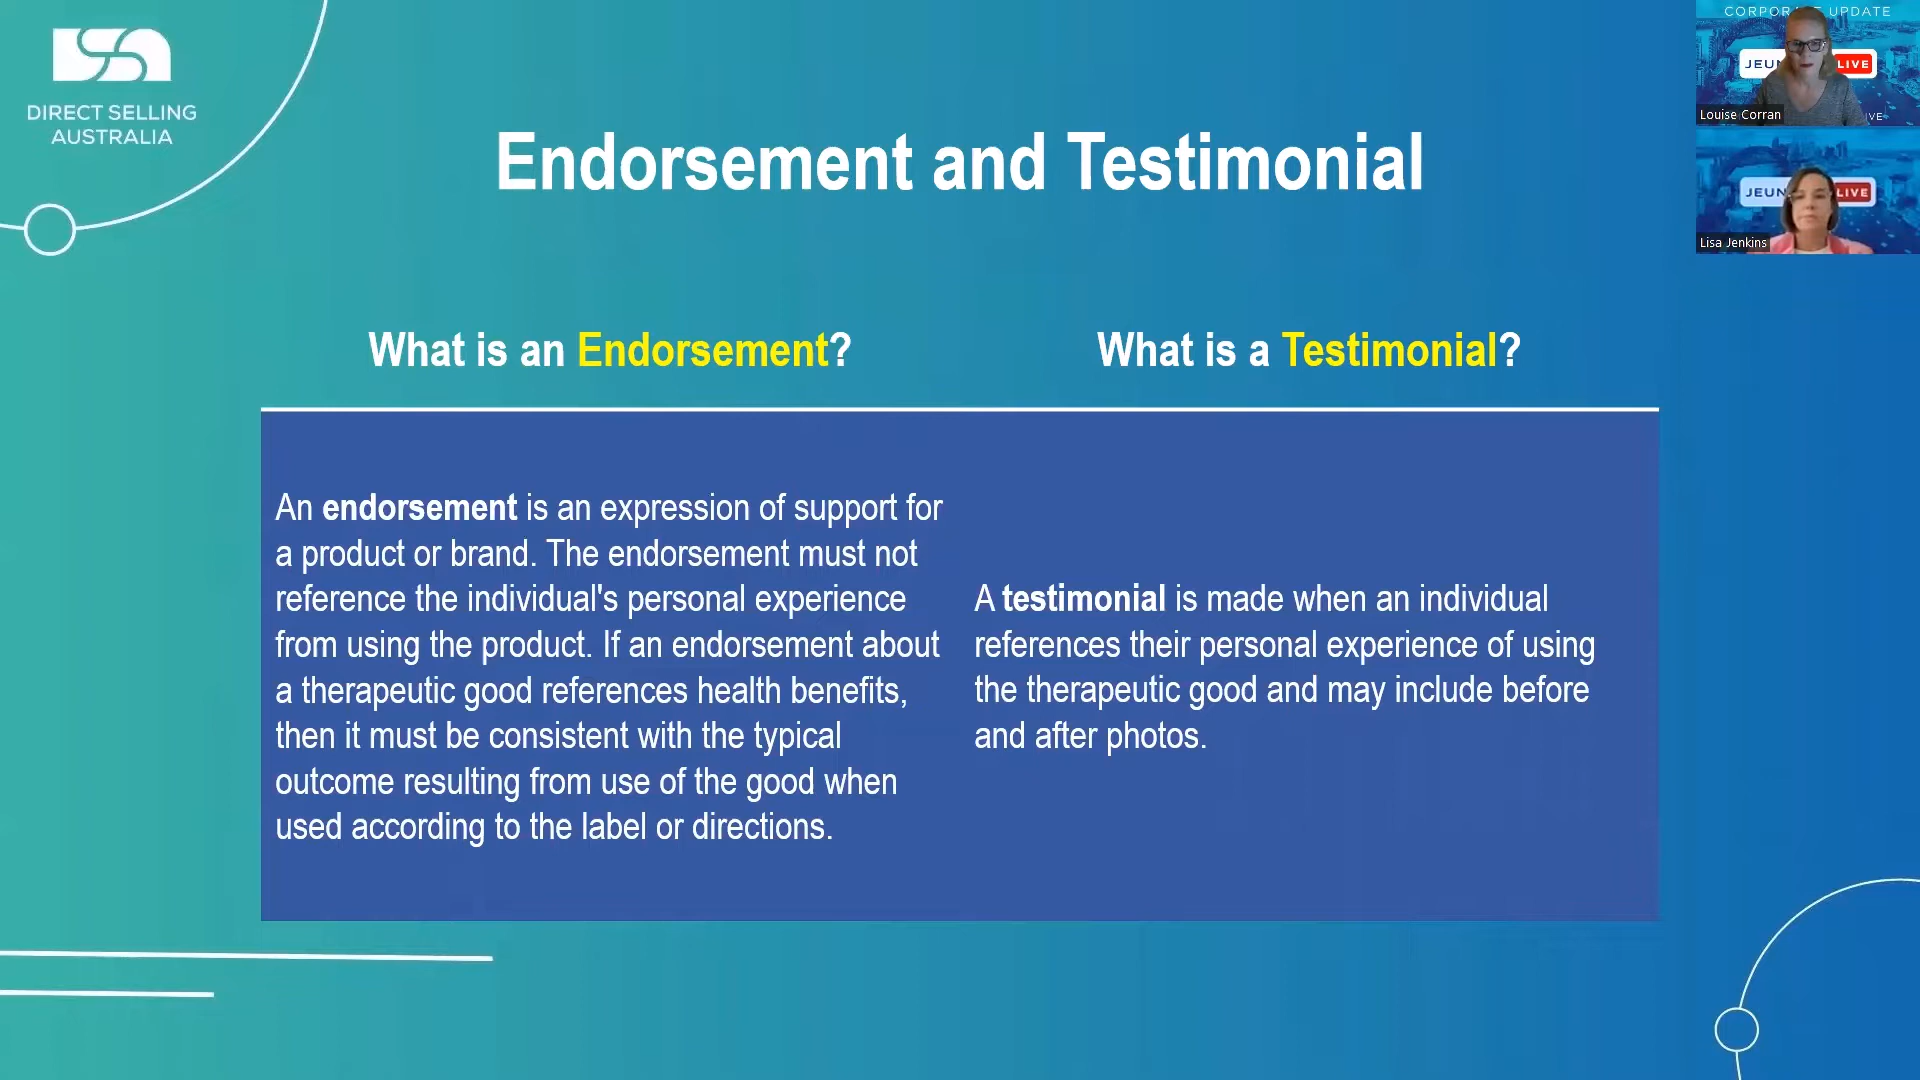 DIRECT SELLING
AUSTRALIA
Endorsement and Testimonial
What is an Endorsement?
An endorsement is an expression of support for
a product or brand. The endorsement must not
reference the individual's personal experience
from using the product. If an endorsement about
a therapeutic good references health benefits,
then it must be consistent with the typical
outcome resulting from use of the good when
used according to the label or directions.
What is a Testimonial?
A testimonial is made when an individual
references their personal experience of using
the therapeutic good and may include before
and after photos.
UPDATE
JEUN LIVE
Louise Corran
JEUN LIVE
Lisa Jenkins